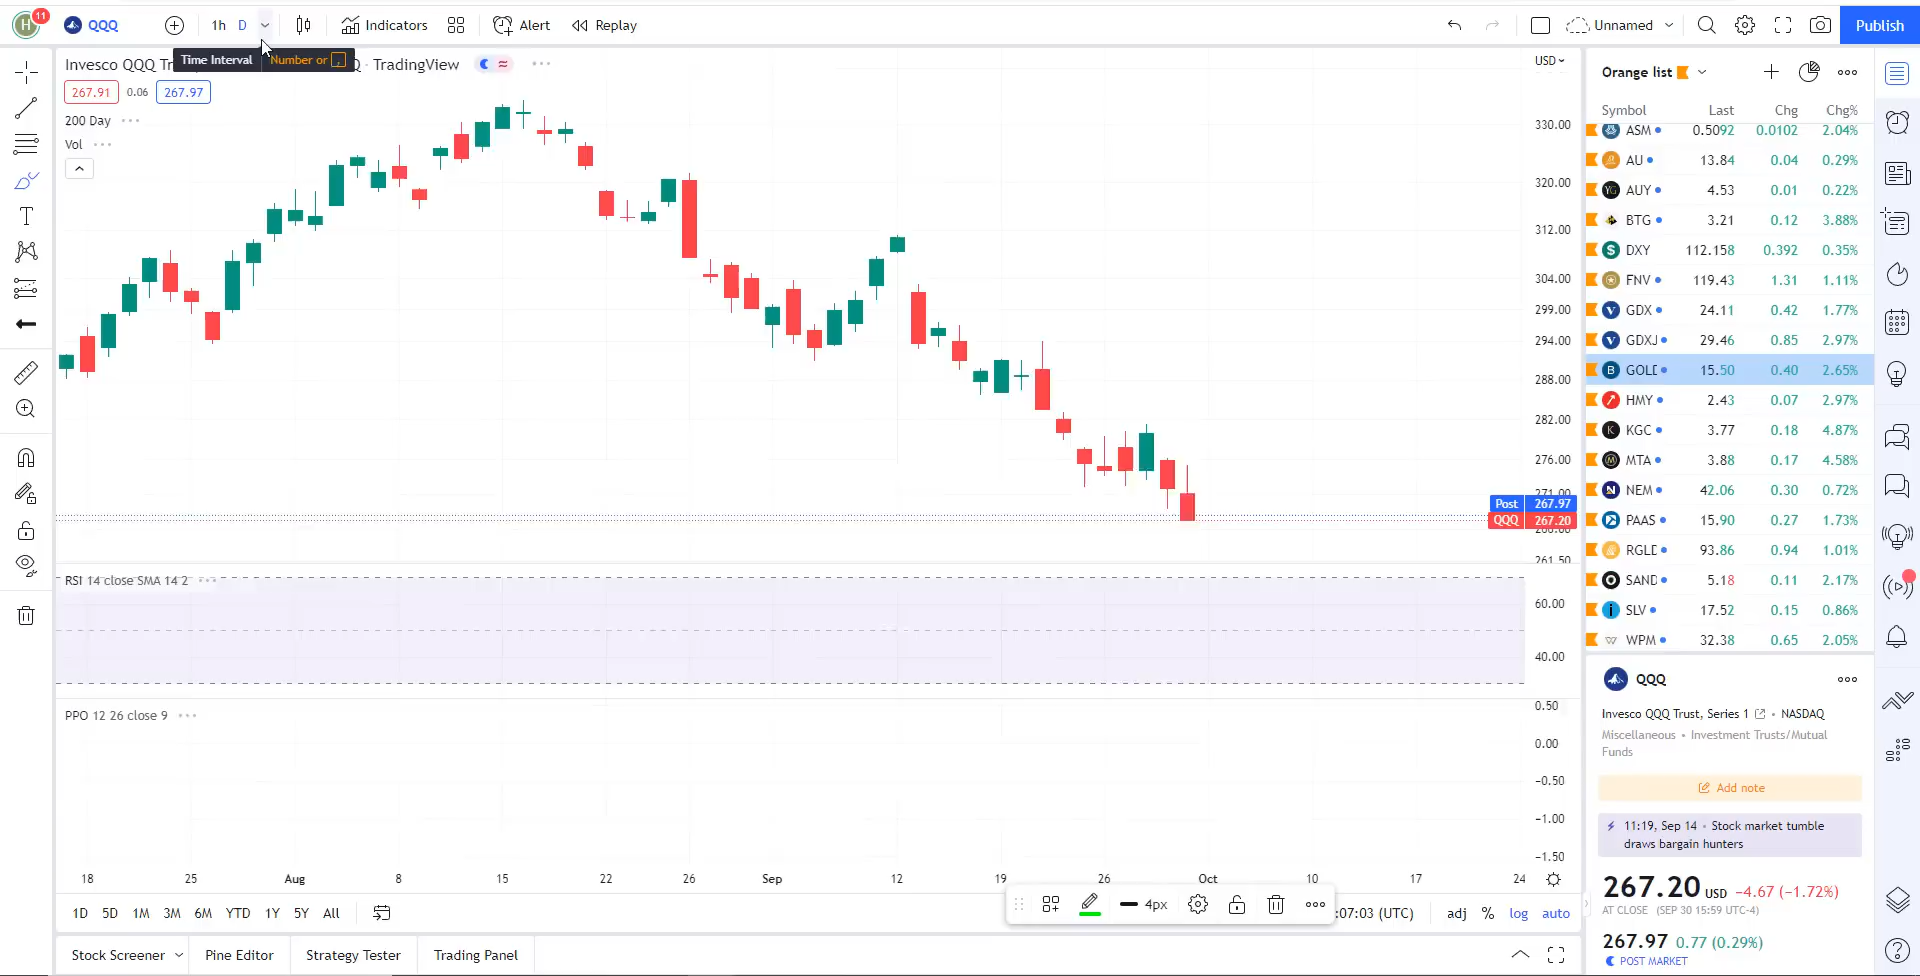 H 11 QQQ 1h D Indicators Alert Replay Unnamed Publish
Time Interval Number or ,
Invesco QQQ Tr Q · TradingView USD
267.91 0.06 267.97
200 Day
Vol
330.00
320.00
312.00
304.00
299.00
294.00
288.00
282.00
276.00
271.00
Post 267.97
QQQ 267.20
261.50
RSI 14 close SMA 14 2
60.00
40.00
PPO 12 26 close 9
0.50
0.00
−0.50
−1.00
−1.50
18 25 Aug 8 15 22 26 Sep 12 19 26 Oct 10 17 24
4px
1D 5D 1M 3M 6M YTD 1Y 5Y All :07:03 (UTC) adj % log auto
Stock Screener Pine Editor Strategy Tester Trading Panel
Orange list
Symbol Last Chg Chg%
ASM 0.5092 0.0102 2.04%
AU 13.84 0.04 0.29%
AUY 4.53 0.01 0.22%
BTG 3.21 0.12 3.88%
DXY 112.158 0.392 0.35%
FNV 119.43 1.31 1.11%
GDX 24.11 0.42 1.77%
GDXJ 29.46 0.85 2.97%
GOLD 15.50 0.40 2.65%
HMY 2.43 0.07 2.97%
KGC 3.77 0.18 4.87%
MTA 3.88 0.17 4.58%
NEM 42.06 0.30 0.72%
PAAS 15.90 0.27 1.73%
RGLD 93.86 0.94 1.01%
SAND 5.18 0.11 2.17%
SLV 17.52 0.15 0.86%
WPM 32.38 0.65 2.05%
QQQ
Invesco QQQ Trust, Series 1 • NASDAQ
Miscellaneous • Investment Trusts/Mutual
Funds
Add note
11:19, Sep 14 • Stock market tumble
draws bargain hunters
267.20 USD −4.67 (−1.72%)
AT CLOSE (SEP 30 15:59 UTC-4)
267.97 0.77 (0.29%)
POST MARKET